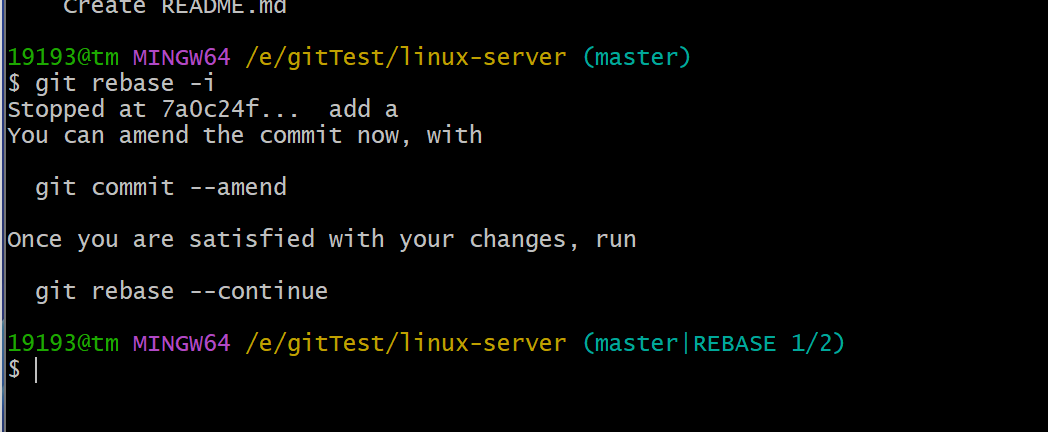 Create README.md
19193@tm MINGW64 /e/gitTest/linux-server (master)
$ git rebase -i
Stopped at 7a0c24f...  add a
You can amend the commit now, with
git commit --amend
Once you are satisfied with your changes, run
git rebase --continue
19193@tm MINGW64 /e/gitTest/linux-server (master|REBASE 1/2)
$